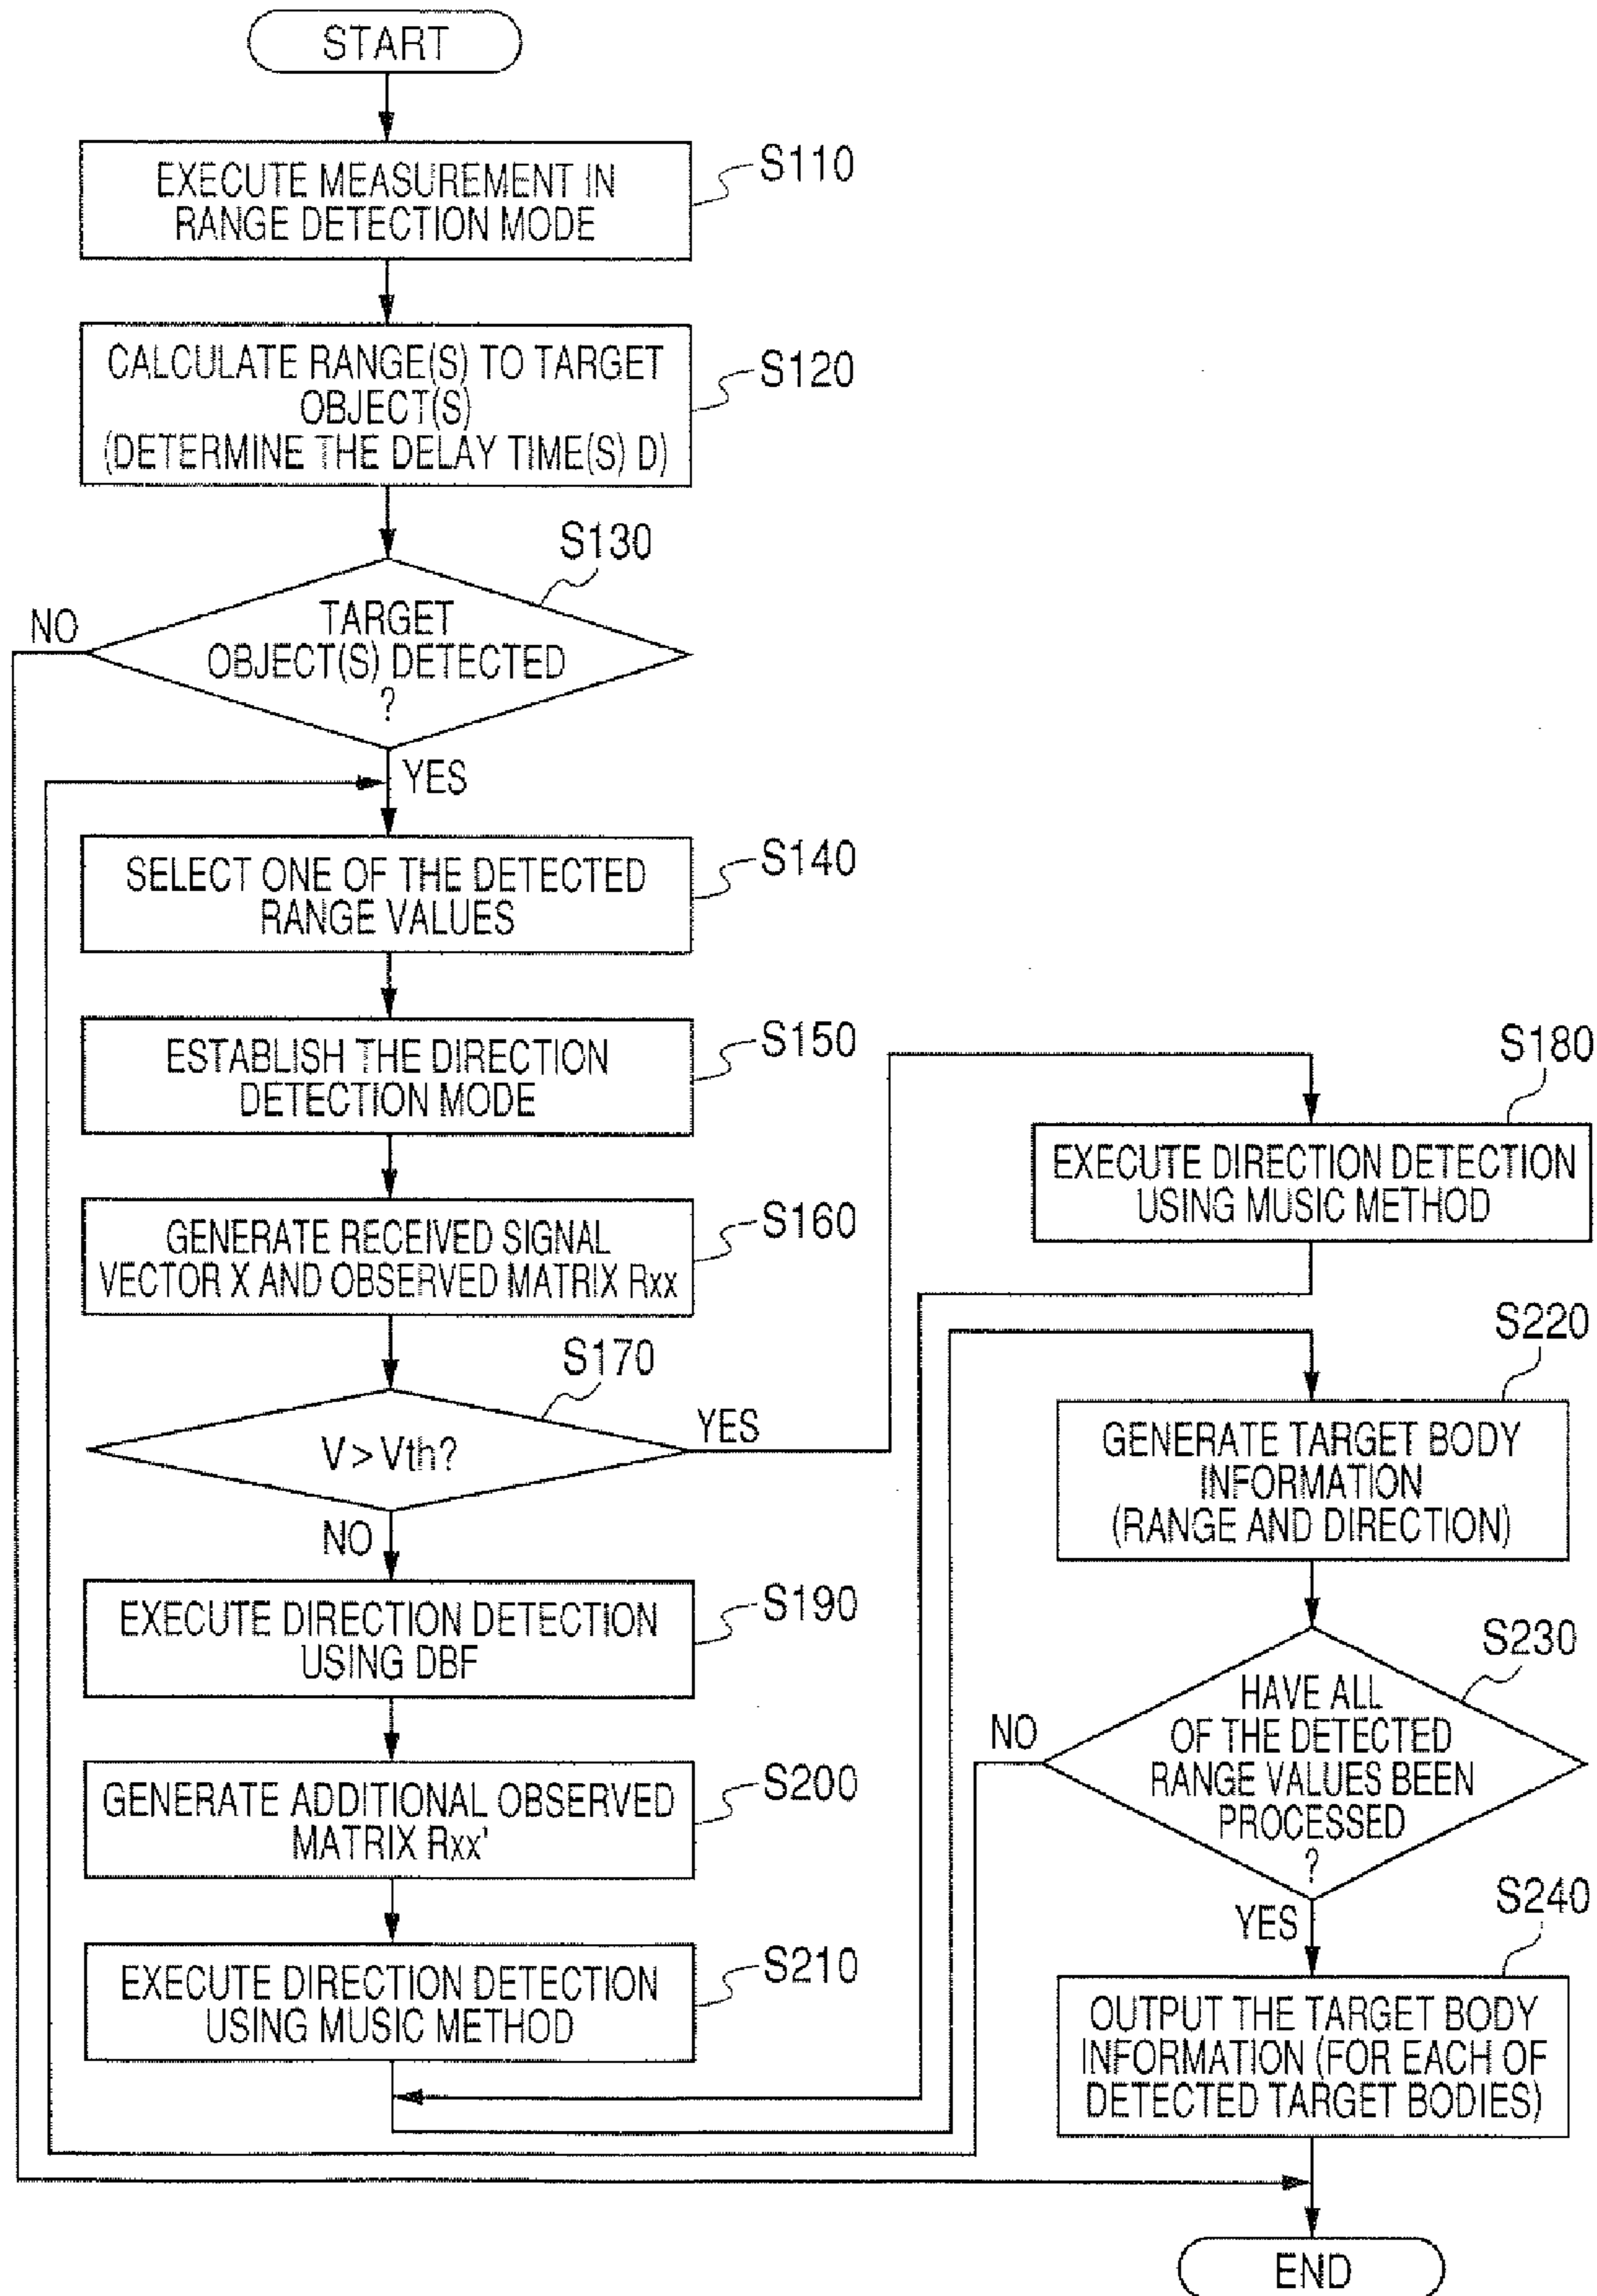 START
EXECUTE MEASUREMENT IN
RANGE DETECTION MODE
S110
CALCULATE RANGE(S) TO TARGET
OBJECT(S)
(DETERMINE THE DELAY TIME(S) D)
S120
S130
TARGET
OBJECT(S) DETECTED
?
NO
YES
SELECT ONE OF THE DETECTED
RANGE VALUES
S140
ESTABLISH THE DIRECTION
DETECTION MODE
S150
GENERATE RECEIVED SIGNAL
VECTOR X AND OBSERVED MATRIX Rxx
S160
S170
V > Vth?
YES
NO
S180
EXECUTE DIRECTION DETECTION
USING MUSIC METHOD
EXECUTE DIRECTION DETECTION
USING DBF
S190
GENERATE ADDITIONAL OBSERVED
MATRIX Rxx'
S200
EXECUTE DIRECTION DETECTION
USING MUSIC METHOD
S210
S220
GENERATE TARGET BODY
INFORMATION
(RANGE AND DIRECTION)
S230
HAVE ALL
OF THE DETECTED
RANGE VALUES BEEN
PROCESSED
?
NO
YES
S240
OUTPUT THE TARGET BODY
INFORMATION (FOR EACH OF
DETECTED TARGET BODIES)
END